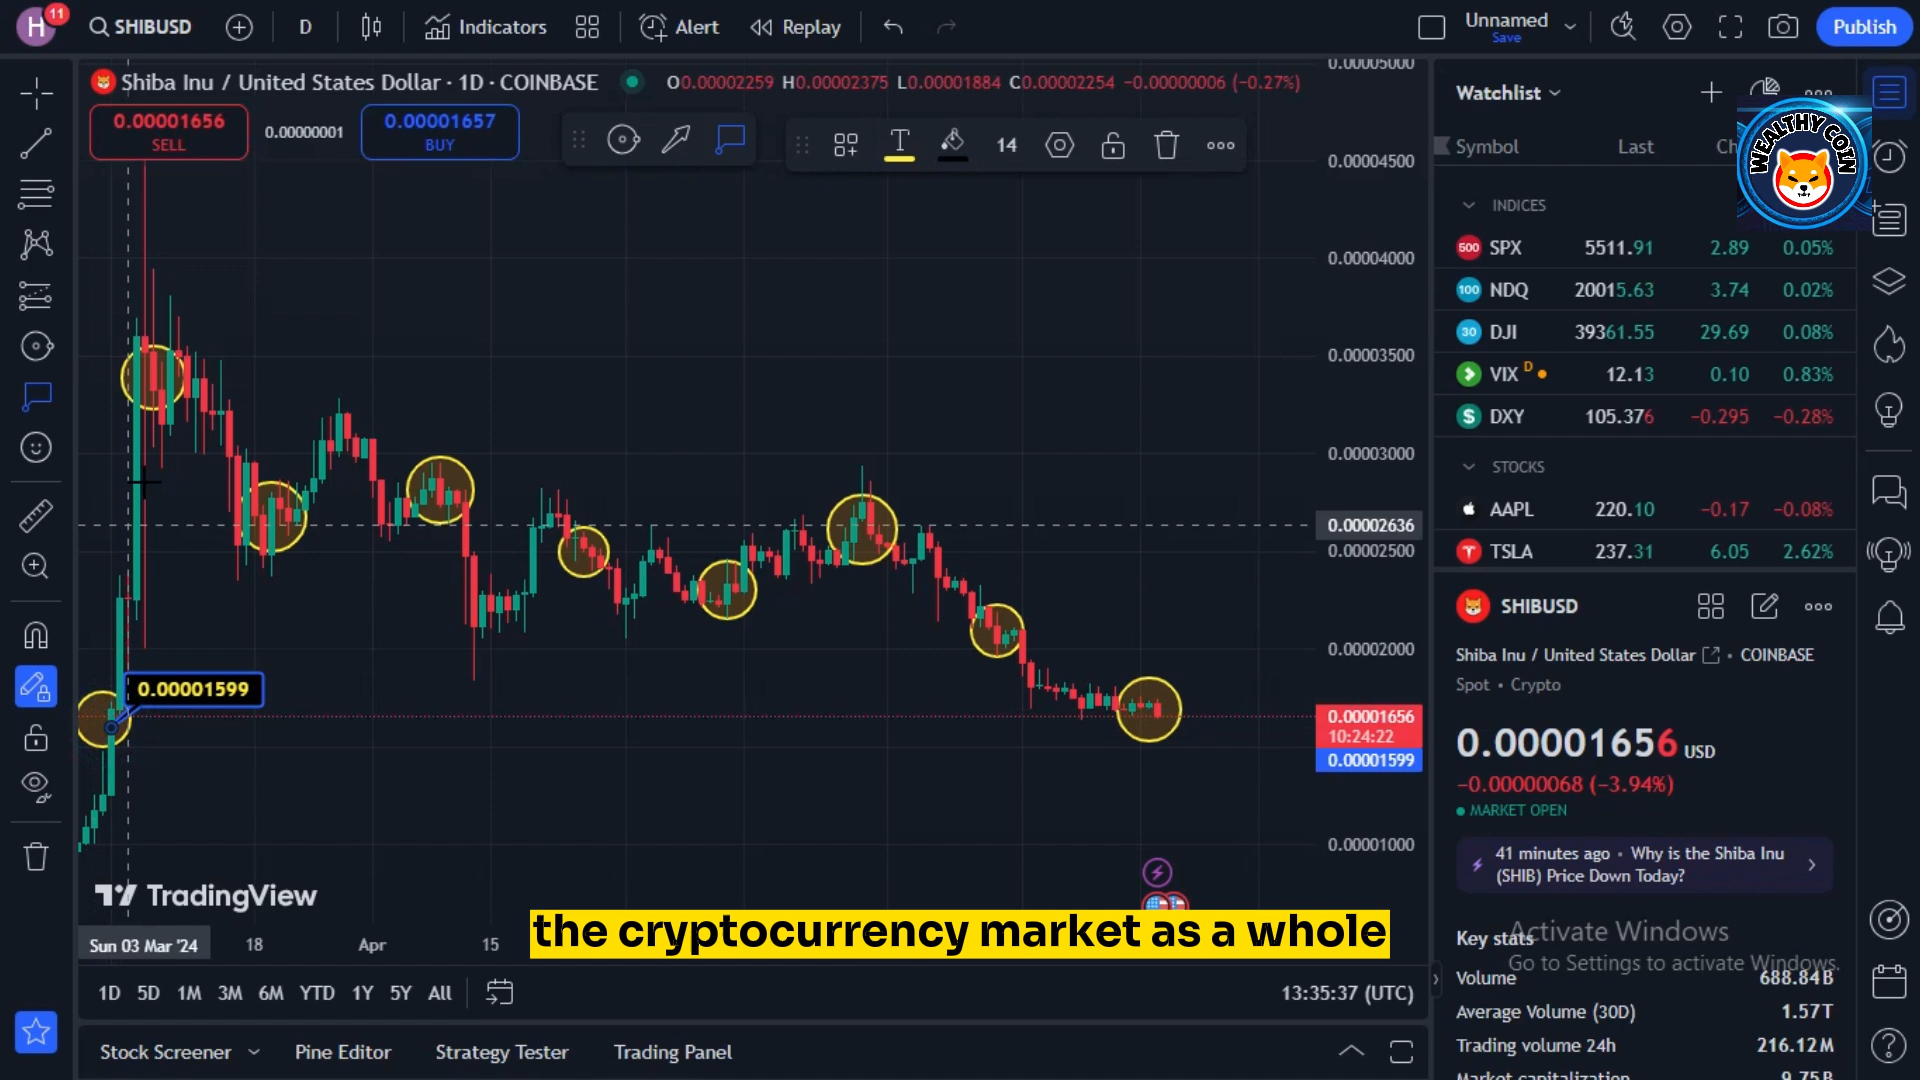 H
11
SHIBUSD
D
Indicators
Alert
Replay
Unnamed
Save
Publish
Shiba Inu / United States Dollar · 1D · COINBASE
O0.00002259 H0.00002375 L0.00001884 C0.00002254 −0.00000006 (−0.27%)
0.00001656
SELL
0.00000001
0.00001657
BUY
T
14
0.00005000
0.00004500
0.00004000
0.00003500
0.00003000
0.00002636
0.00002500
0.00002000
0.00001656
10:24:22
0.00001599
0.00001000
0.00001599
TradingView
the cryptocurrency market as a whole
Sun 03 Mar '24
18
Apr
15
1D 5D 1M 3M 6M YTD 1Y 5Y All
13:35:37 (UTC)
Stock Screener
Pine Editor
Strategy Tester
Trading Panel
Watchlist
WEALTHY COIN
Symbol Last Ch
INDICES
500 SPX 5511.91 2.89 0.05%
100 NDQ 20015.63 3.74 0.02%
30 DJI 39361.55 29.69 0.08%
VIX D 12.13 0.10 0.83%
$ DXY 105.376 −0.295 −0.28%
STOCKS
AAPL 220.10 −0.17 −0.08%
TSLA 237.31 6.05 2.62%
SHIBUSD
Shiba Inu / United States Dollar • COINBASE
Spot • Crypto
0.00001656 USD
−0.00000068 (−3.94%)
MARKET OPEN
41 minutes ago • Why is the Shiba Inu
(SHIB) Price Down Today?
Activate Windows
Go to Settings to activate Windows.
Key stats
Volume 688.84B
Average Volume (30D) 1.57T
Trading volume 24h 216.12M
Market capitalization 9.75B